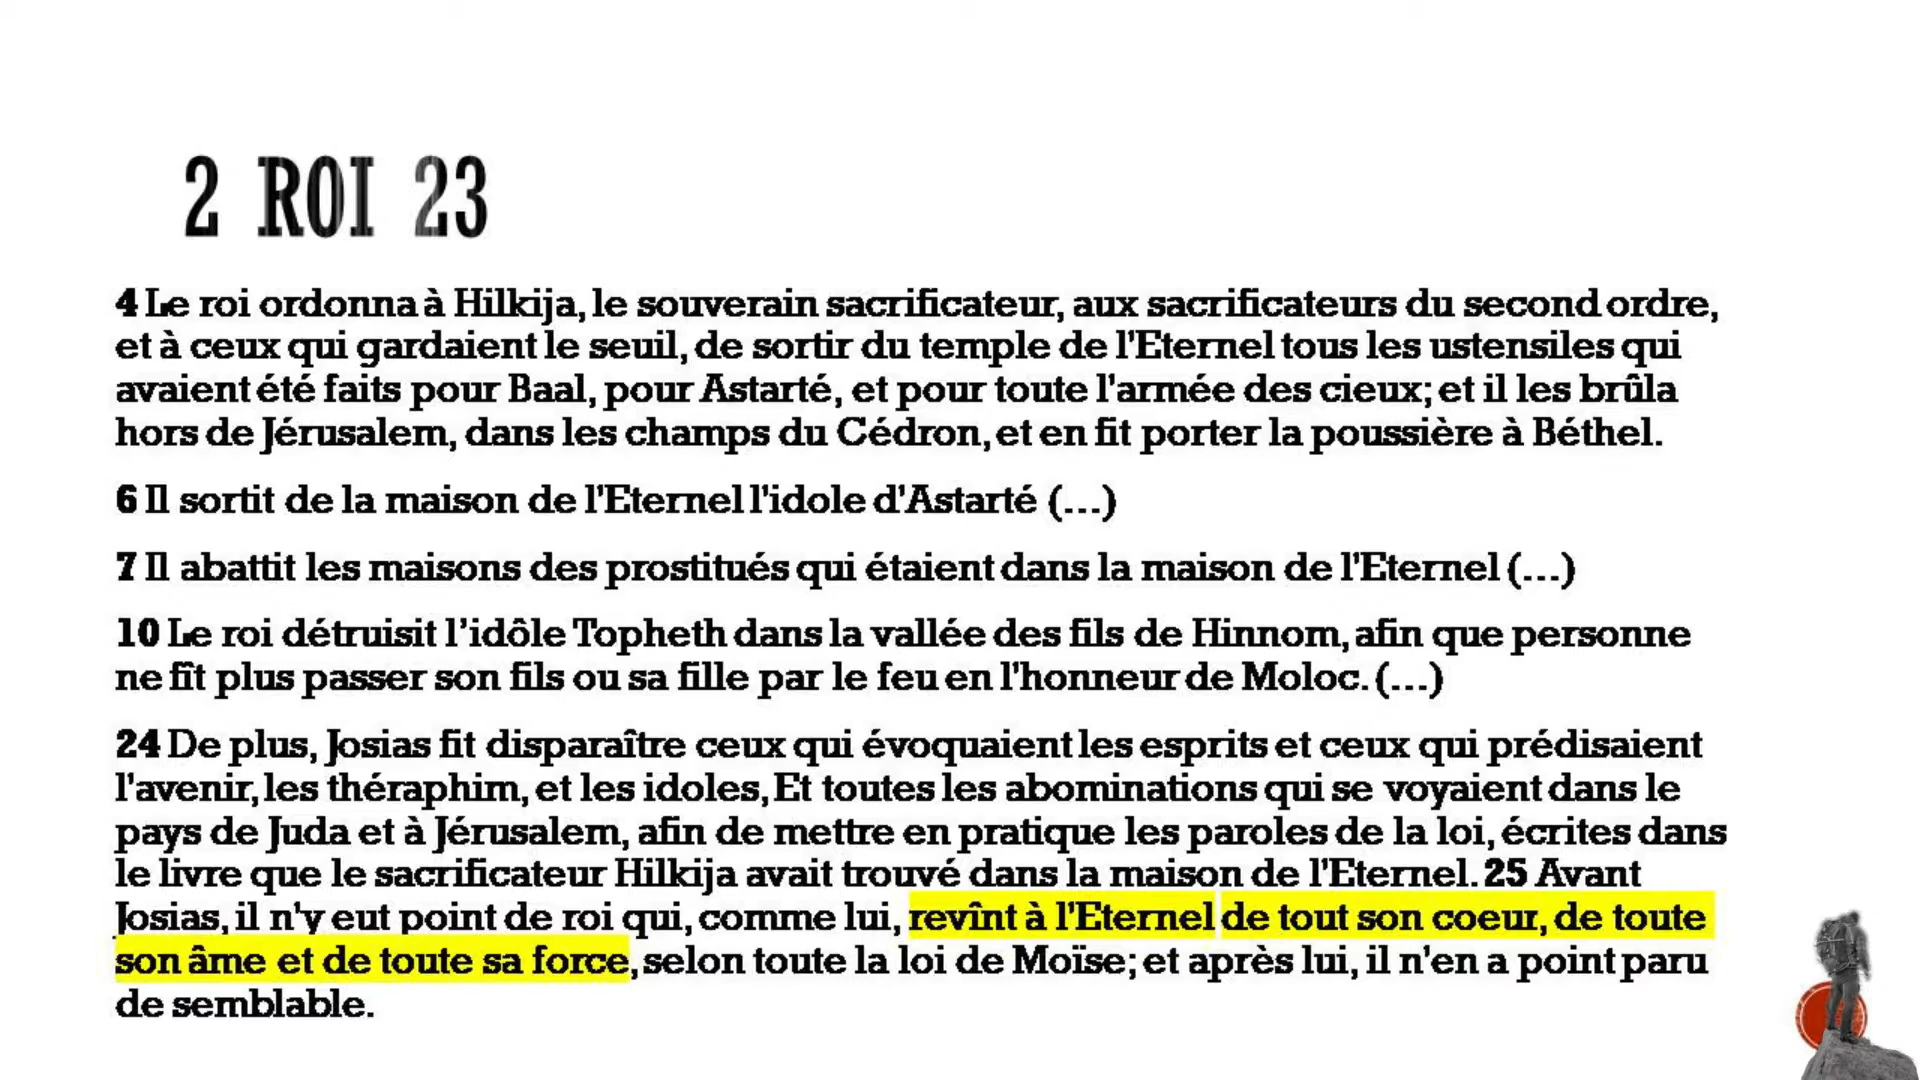 2 ROI 23
4 Le roi ordonna à Hilkija, le souverain sacrificateur, aux sacrificateurs du second ordre,
et à ceux qui gardaient le seuil, de sortir du temple de l'Eternel tous les ustensiles qui
avaient été faits pour Baal, pour Astarté, et pour toute l'armée des cieux; et il les brûla
hors de Jérusalem, dans les champs du Cédron, et en fit porter la poussière à Béthel.
6 Il sortit de la maison de l'Eternel l'idole d'Astarté (…)
7 Il abattit les maisons des prostitués qui étaient dans la maison de l'Eternel (…)
10 Le roi détruisit l’idôle Topheth dans la vallée des fils de Hinnom, afin que personne
ne fît plus passer son fils ou sa fille par le feu en l'honneur de Moloc. (…)
24 De plus, Josias fit disparaître ceux qui évoquaient les esprits et ceux qui prédisaient
l'avenir, les théraphim, et les idoles, Et toutes les abominations qui se voyaient dans le
pays de Juda et à Jérusalem, afin de mettre en pratique les paroles de la loi, écrites dans
le livre que le sacrificateur Hilkija avait trouvé dans la maison de l'Eternel. 25 Avant
Josias, il n'y eut point de roi qui, comme lui, revînt à l'Eternel de tout son coeur, de toute
son âme et de toute sa force, selon toute la loi de Moïse; et après lui, il n'en a point paru
de semblable.